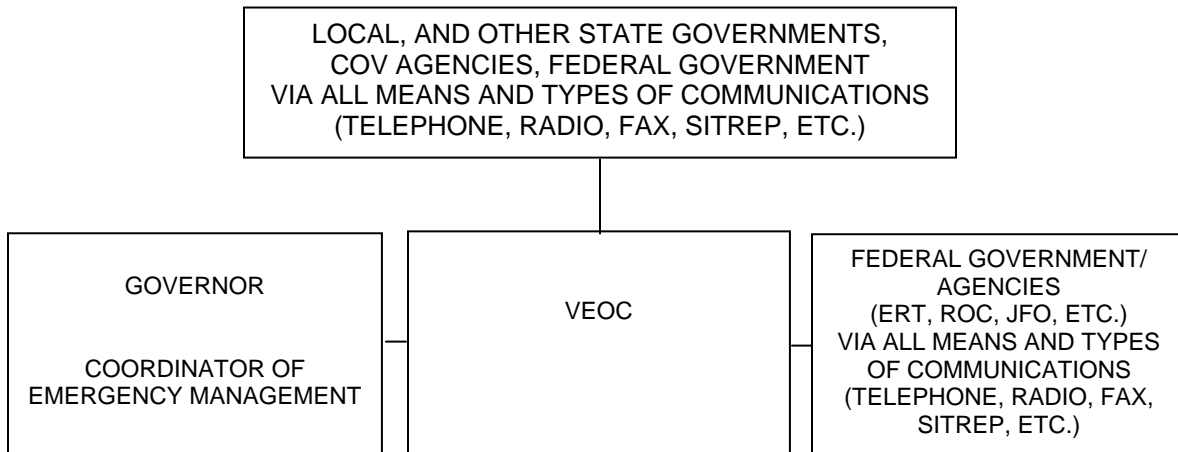 LOCAL, AND OTHER STATE GOVERNMENTS,
COV AGENCIES, FEDERAL GOVERNMENT
VIA ALL MEANS AND TYPES OF COMMUNICATIONS
(TELEPHONE, RADIO, FAX, SITREP, ETC.)
GOVERNOR
COORDINATOR OF
EMERGENCY MANAGEMENT
VEOC
FEDERAL GOVERNMENT/
AGENCIES
(ERT, ROC, JFO, ETC.)
VIA ALL MEANS AND TYPES
OF COMMUNICATIONS
(TELEPHONE, RADIO, FAX,
SITREP, ETC.)